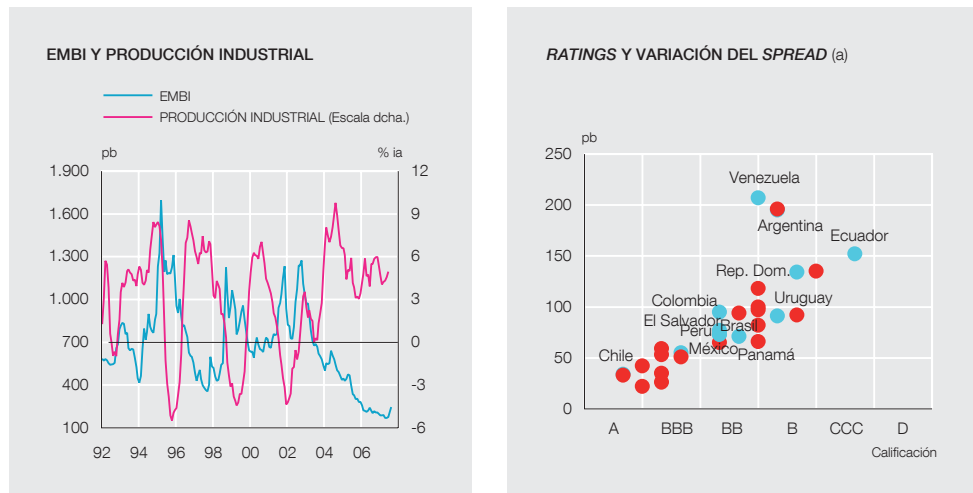 EMBI Y PRODUCCIÓN INDUSTRIAL
EMBI
PRODUCCIÓN INDUSTRIAL (Escala dcha.)
pb
% ia
1.900
1.600
1.300
1.000
700
400
100
12
9
6
3
0
-3
-6
92 94 96 98 00 02 04 06
RATINGS Y VARIACIÓN DEL SPREAD (a)
pb
250
200
150
100
50
0
Venezuela
Argentina
Ecuador
Rep. Dom.
Colombia
Uruguay
El Salvador
Brasil
Perú
México
Panamá
Chile
A BBB BB B CCC D
Calificación